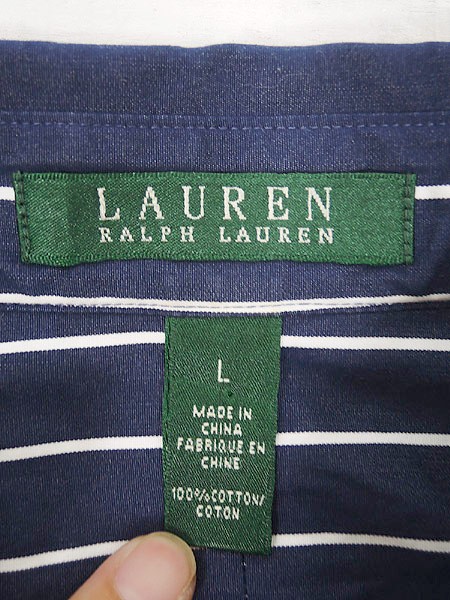 LAUREN
RALPH LAUREN
L
MADE IN
CHINA
FABRIQUE EN
CHINE
100% COTTON/
COTON